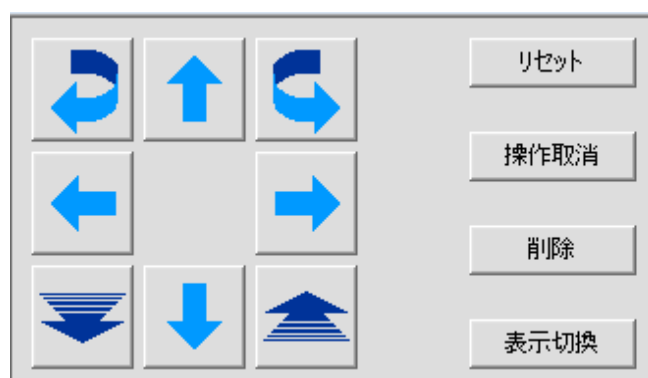 リセット
操作取消
削除
表示切換